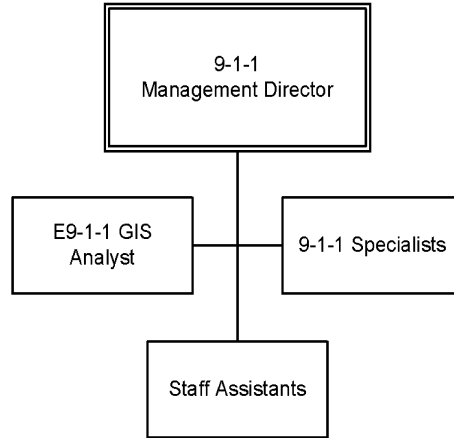 9-1-1
Management Director
E9-1-1 GIS
Analyst
9-1-1 Specialists
Staff Assistants